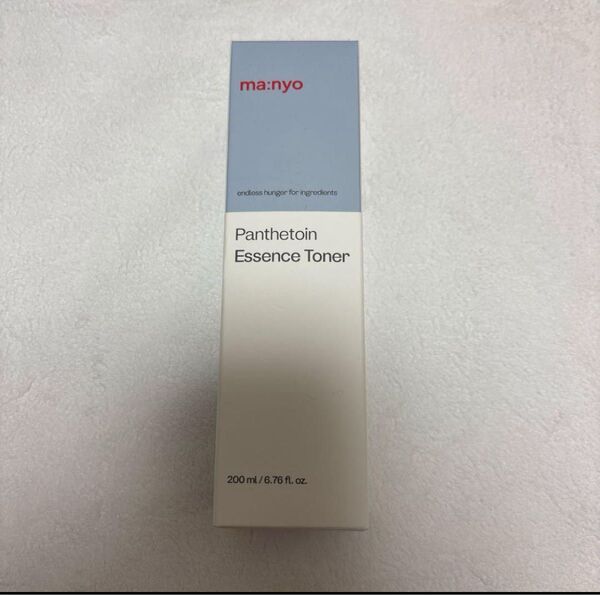 ma:nyo
endless hunger for ingredients
Panthetoin
Essence Toner
200 ml / 6.76 fl. oz.